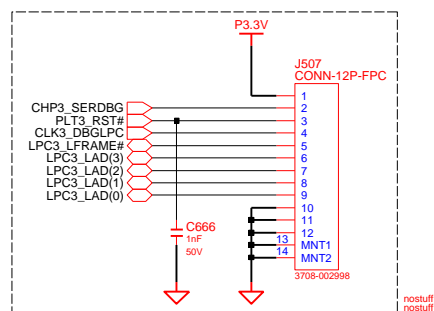 P3.3V
J507
CONN-12P-FPC
1
CHP3_SERDBG 2
PLT3_RST# 3
CLK3_DBGLPC 4
LPC3_LFRAME# 5
LPC3_LAD(3) 6
LPC3_LAD(2) 7
LPC3_LAD(1) 8
LPC3_LAD(0) 9
10
11
12
13 MNT1
14 MNT2
C666
1nF
50V
3708-002998
nostuff
nostuff